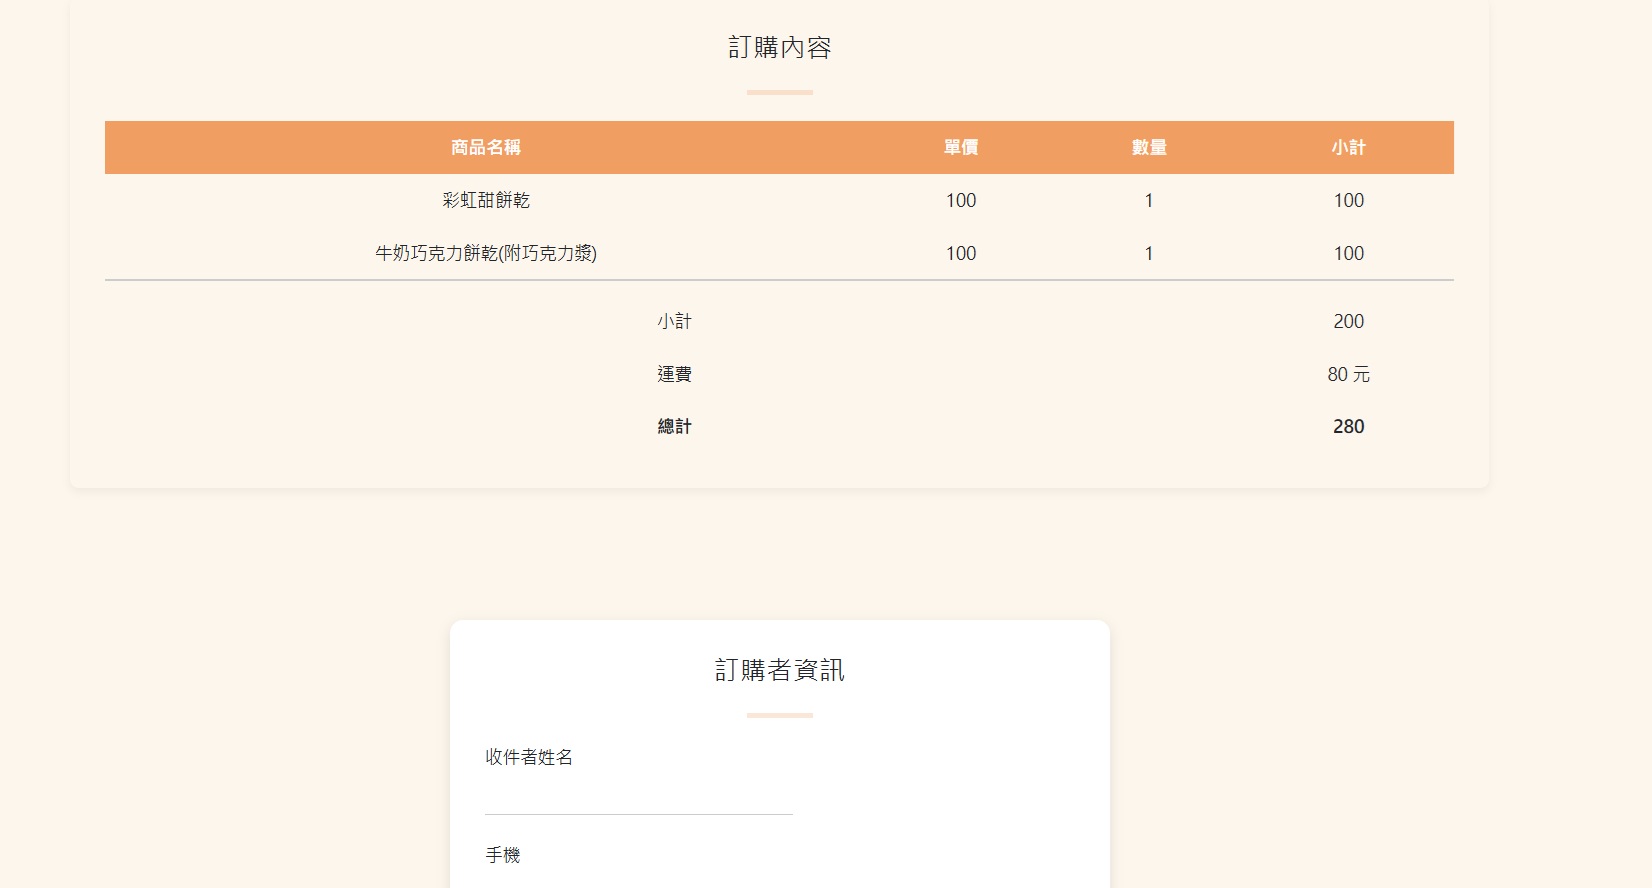 訂購內容
商品名稱 單價 數量 小計
彩虹甜餅乾 100 1 100
牛奶巧克力餅乾(附巧克力漿) 100 1 100
小計 200
運費 80 元
總計 280
訂購者資訊
收件者姓名
手機